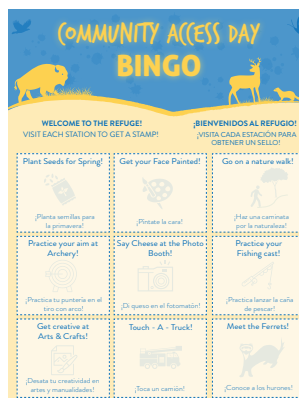 COMMUNITY ACCESS DAY
BINGO
WELCOME TO THE REFUGE!
VISIT EACH STATION TO GET A STAMP!
¡BIENVENIDOS AL REFUGIO!
¡VISITA CADA ESTACIÓN PARA
OBTENER UN SELLO!
Plant Seeds for Spring!
¡Planta semillas para
la primavera!
Get your Face Painted!
¡Píntate la cara!
Go on a nature walk!
¡Haz una caminata
por la naturaleza!
Practice your aim at
Archery!
¡Practica tu puntería en el
tiro con arco!
Say Cheese at the Photo
Booth!
¡Di queso en el fotomatón!
Practice your
Fishing cast!
¡Practica lanzar la caña
de pescar!
Get creative at
Arts & Crafts!
¡Desata tu creatividad en
artes y manualidades!
Touch - A - Truck!
¡Toca un camión!
Meet the Ferrets!
¡Conoce a los hurones!